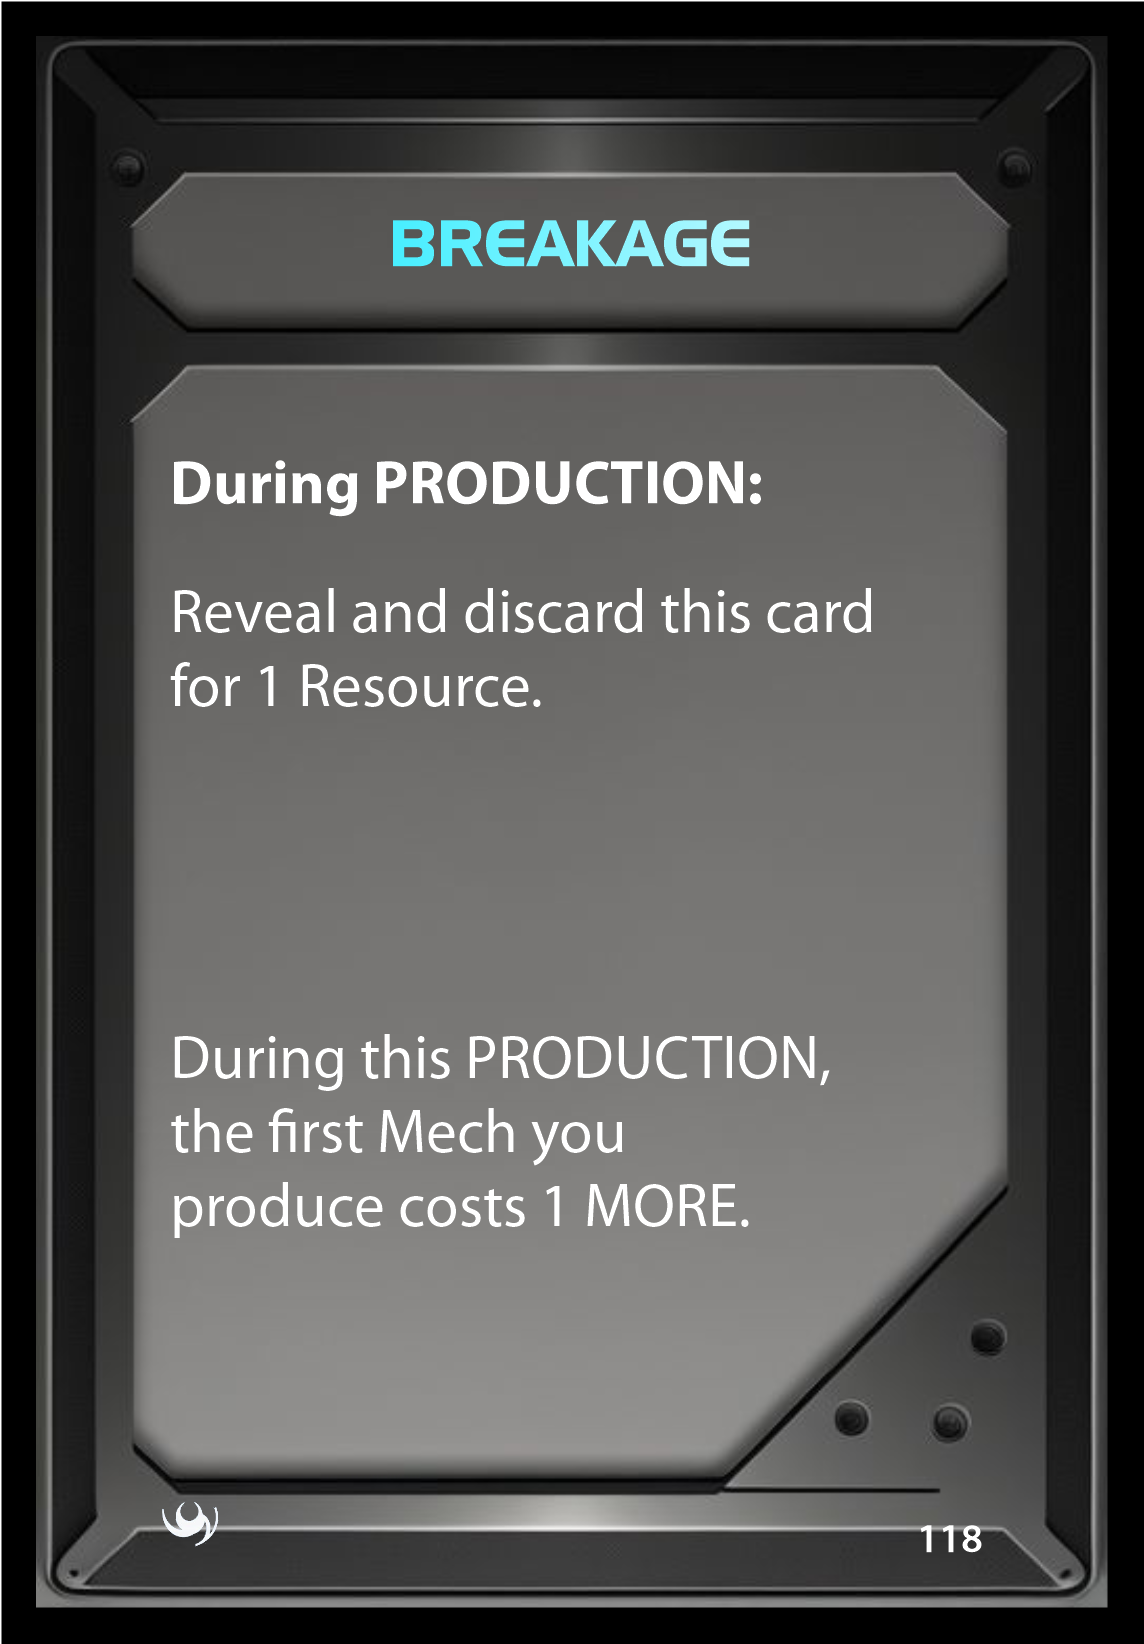 BREAKAGE
During PRODUCTION:
Reveal and discard this card
for 1 Resource.
During this PRODUCTION,
the first Mech you
produce costs 1 MORE.
118